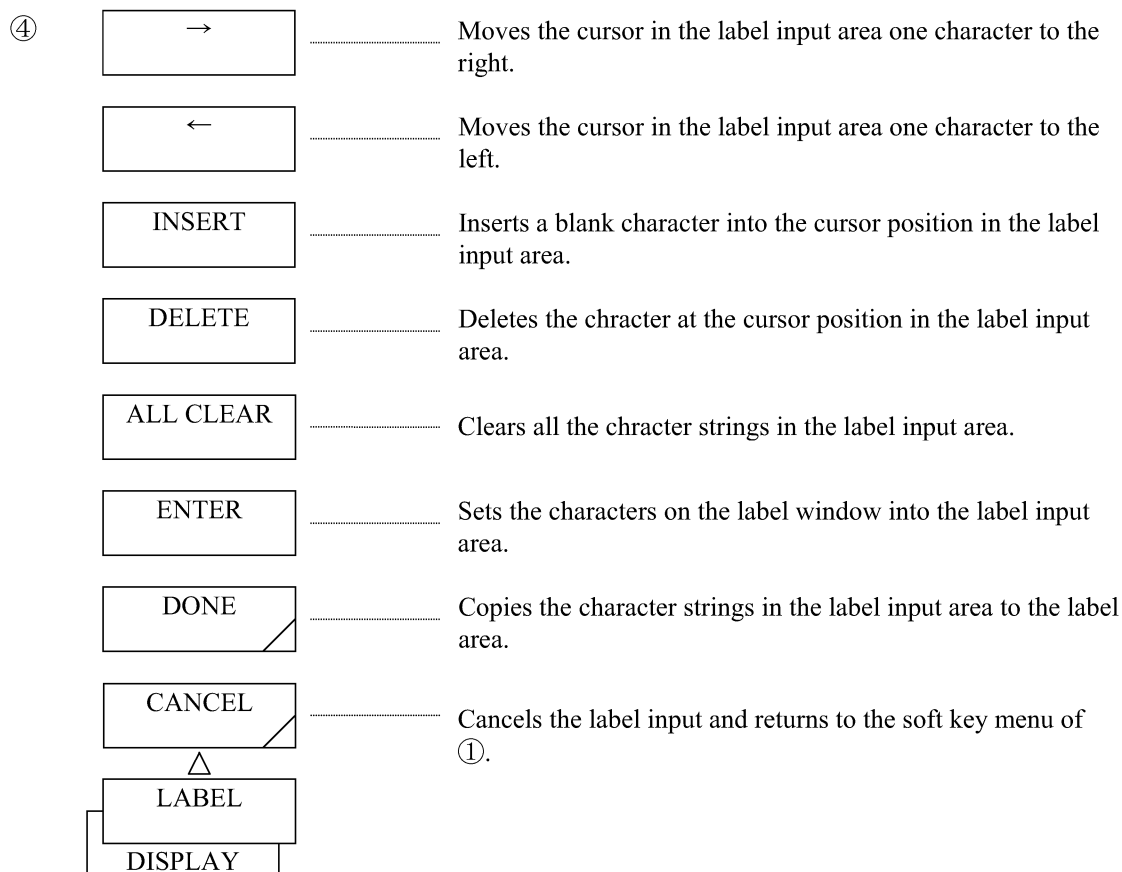 ④
→
Moves the cursor in the label input area one character to the
right.
←
Moves the cursor in the label input area one character to the
left.
INSERT
Inserts a blank character into the cursor position in the label
input area.
DELETE
Deletes the chracter at the cursor position in the label input
area.
ALL CLEAR
Clears all the chracter strings in the label input area.
ENTER
Sets the characters on the label window into the label input
area.
DONE
Copies the character strings in the label input area to the label
area.
CANCEL
Cancels the label input and returns to the soft key menu of
①.
△
LABEL
DISPLAY